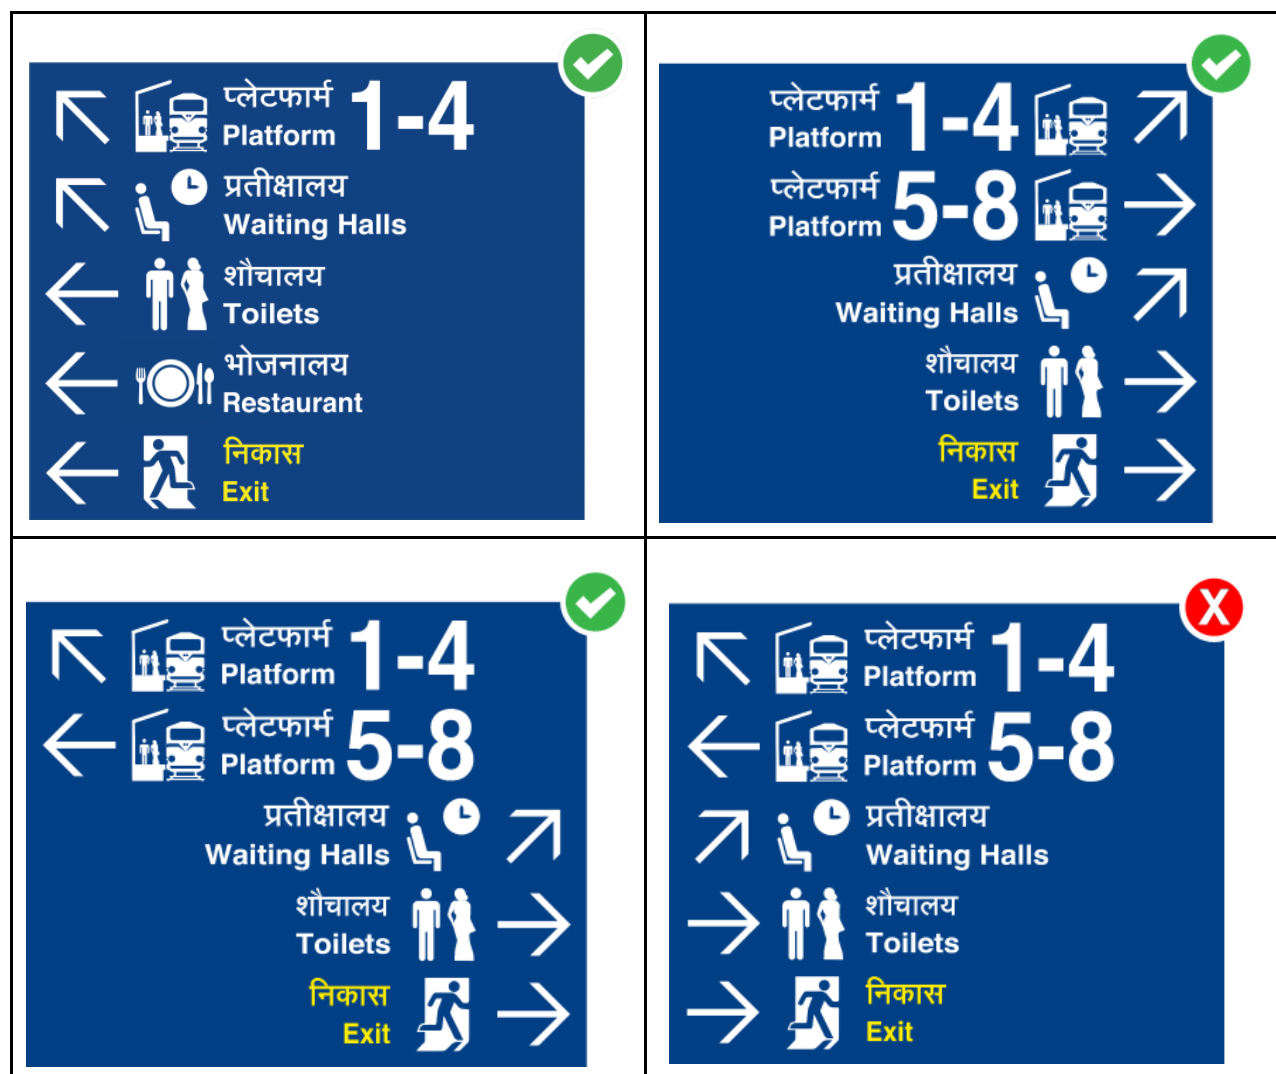 प्लेटफार्म
Platform 1-4
प्रतीक्षालय
Waiting Halls
शौचालय
Toilets
भोजनालय
Restaurant
निकास
Exit
प्लेटफार्म
Platform 1-4
प्लेटफार्म
Platform 5-8
प्रतीक्षालय
Waiting Halls
शौचालय
Toilets
निकास
Exit
प्लेटफार्म
Platform 1-4
प्लेटफार्म
Platform 5-8
प्रतीक्षालय
Waiting Halls
शौचालय
Toilets
निकास
Exit
X
प्लेटफार्म
Platform 1-4
प्लेटफार्म
Platform 5-8
प्रतीक्षालय
Waiting Halls
शौचालय
Toilets
निकास
Exit